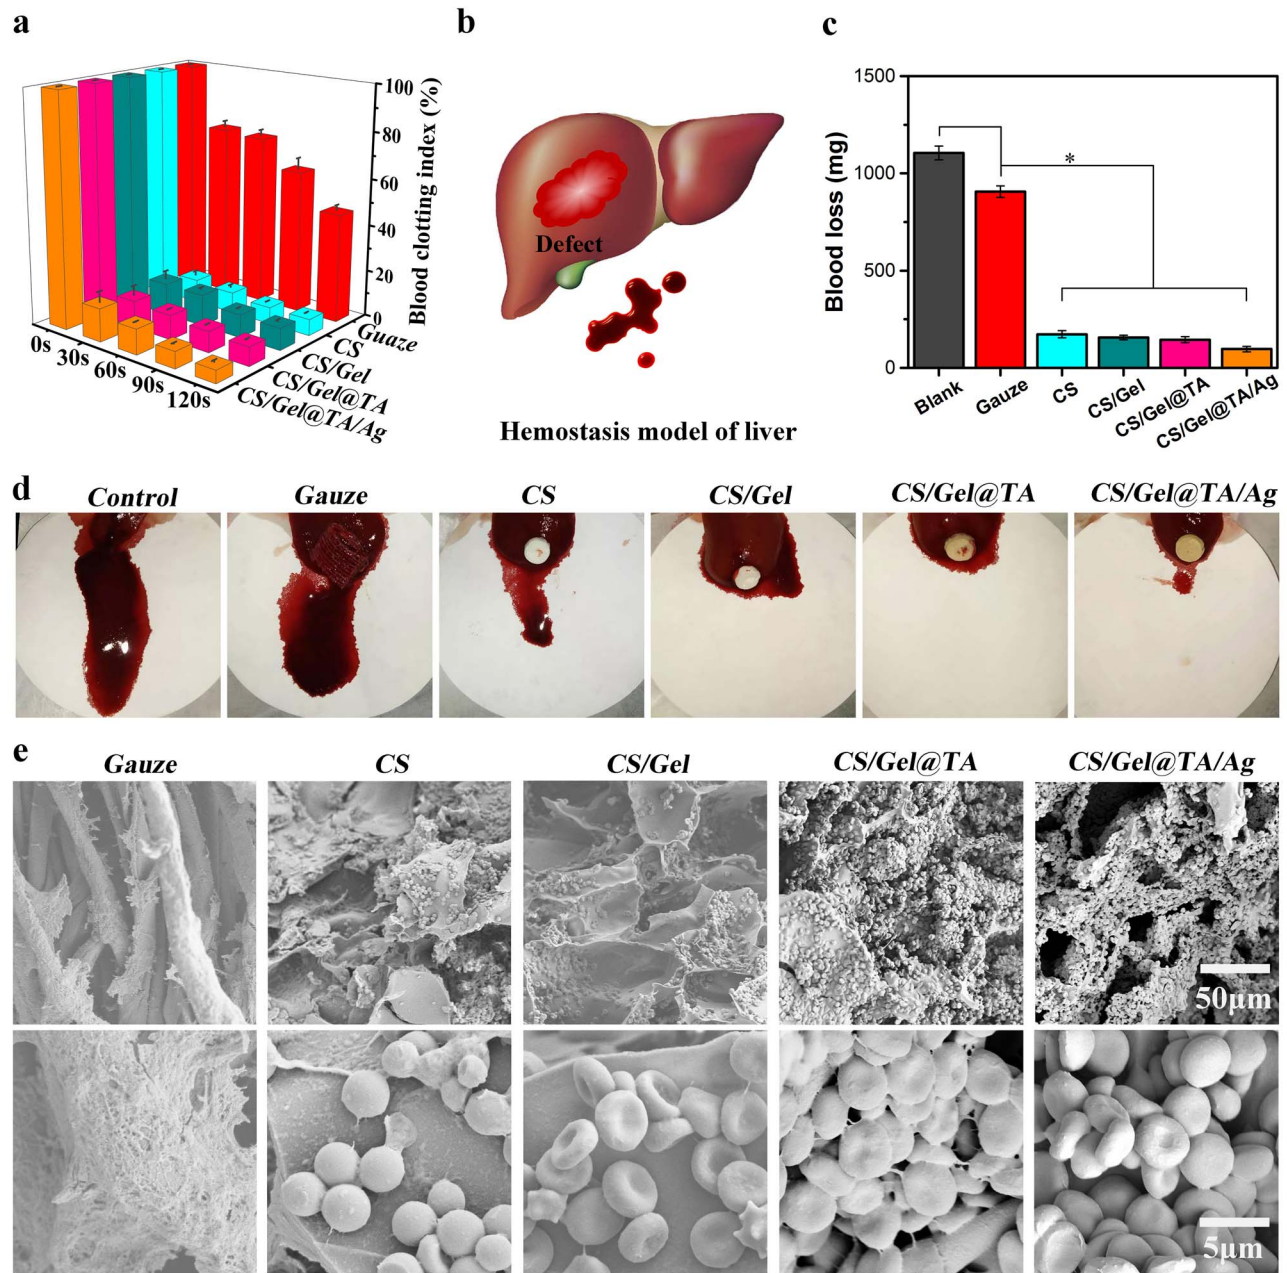 a
100
80
60
40
20
0
Blood clotting index (%)
0s
30s
60s
90s
120s
Guaze
CS
CS/Gel
CS/Gel@TA
CS/Gel@TA/Ag
b
Defect
Hemostasis model of liver
c
1500
1000
500
0
Blood loss (mg)
*
Blank
Gauze
CS
CS/Gel
CS/Gel@TA
CS/Gel@TA/Ag
d
Control
Gauze
CS
CS/Gel
CS/Gel@TA
CS/Gel@TA/Ag
e
Gauze
CS
CS/Gel
CS/Gel@TA
CS/Gel@TA/Ag
50μm
5μm